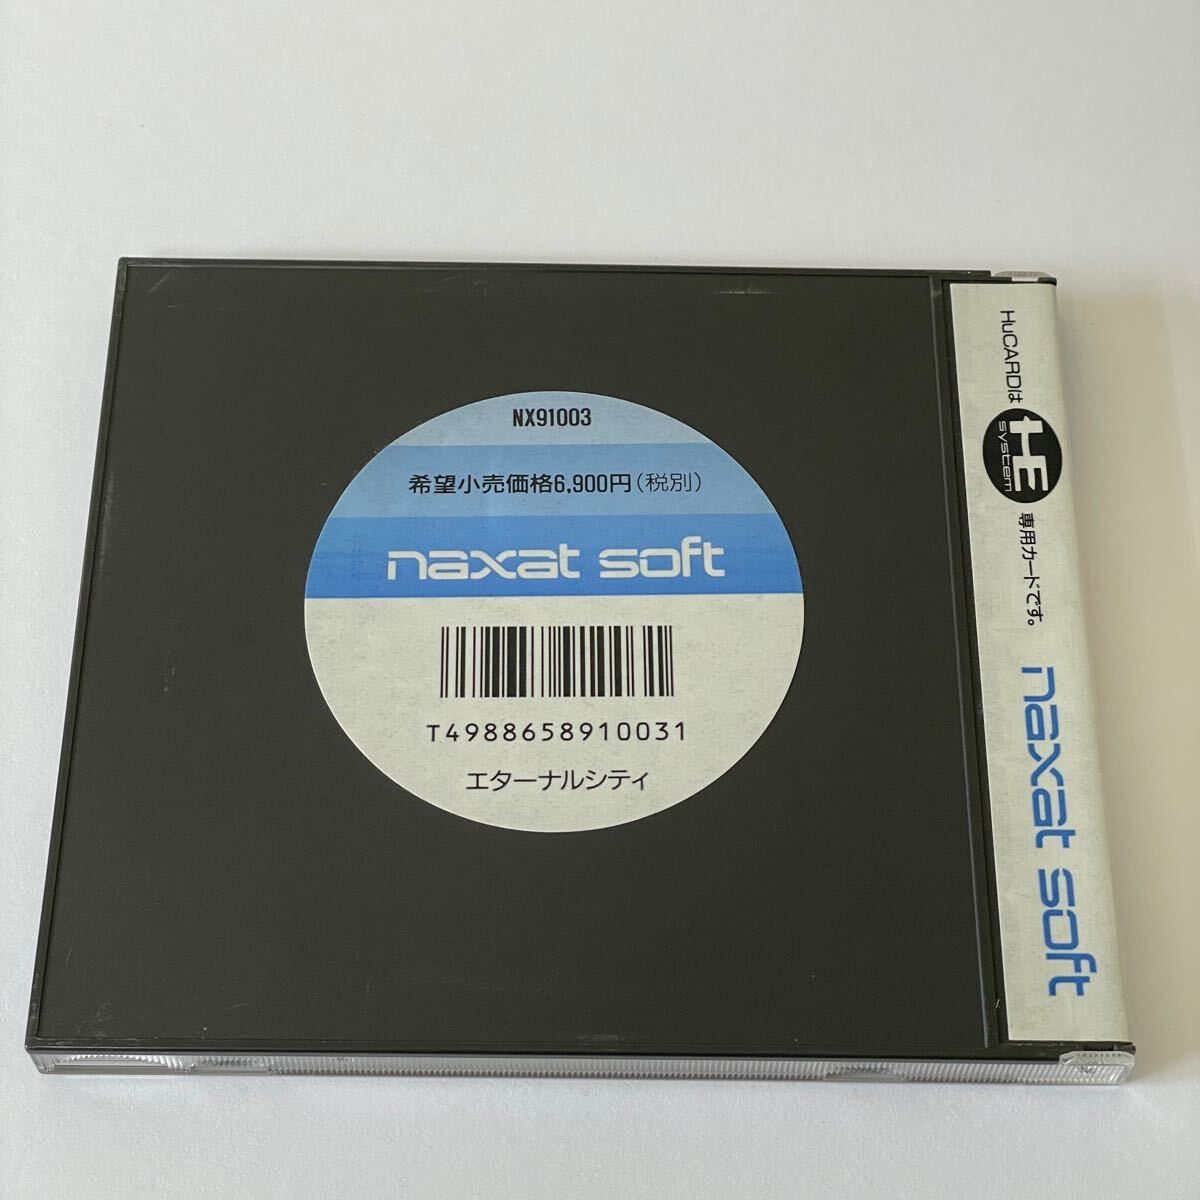 NX91003
希望小売価格6,900円(税別)
naxat soft
T4988658910031
エターナルシティ
HuCARDは HE system 専用カードです。 naxat soft